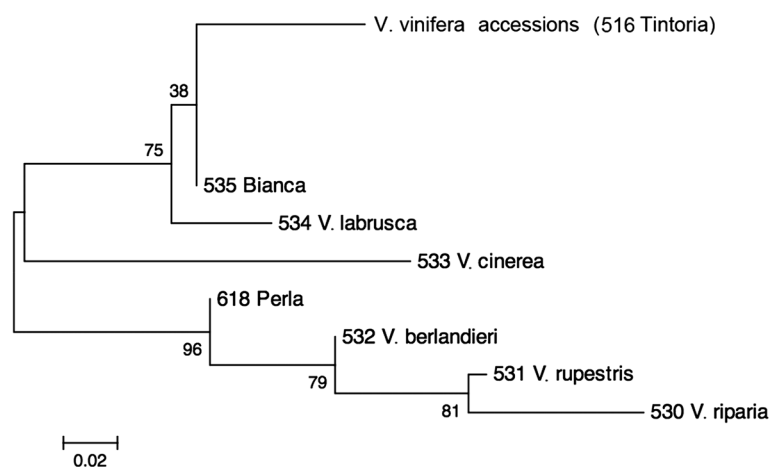 V. vinifera accessions (516 Tintoria)
38
75
535 Bianca
534 V. labrusca
533 V. cinerea
618 Perla
96
532 V. berlandieri
79
531 V. rupestris
81
530 V. riparia
0.02